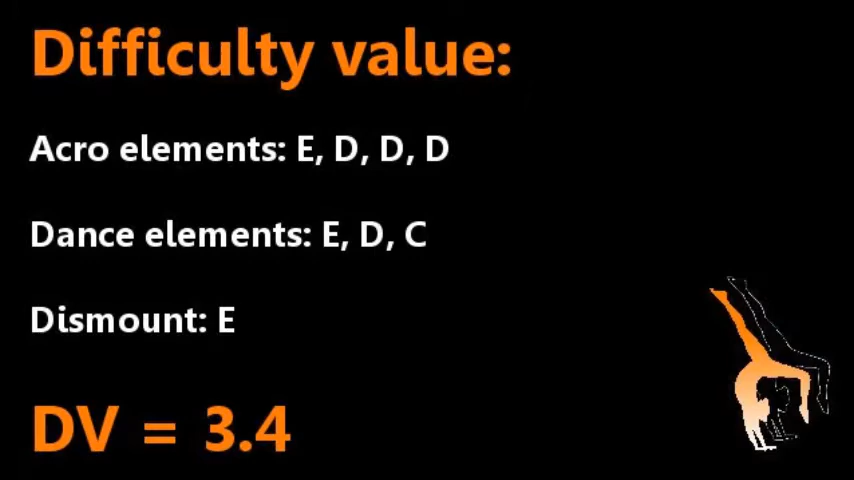 Difficulty value:
Acro elements: E, D, D, D
Dance elements: E, D, C
Dismount: E
DV = 3.4